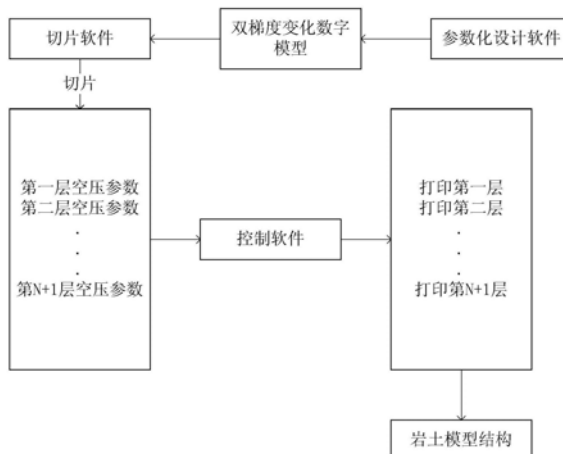 切片软件
双梯度变化数字
模型
参数化设计软件
切片
第一层空压参数
第二层空压参数
.
.
.
第N+1层空压参数
控制软件
打印第一层
打印第二层
.
.
.
打印第N+1层
岩土模型结构